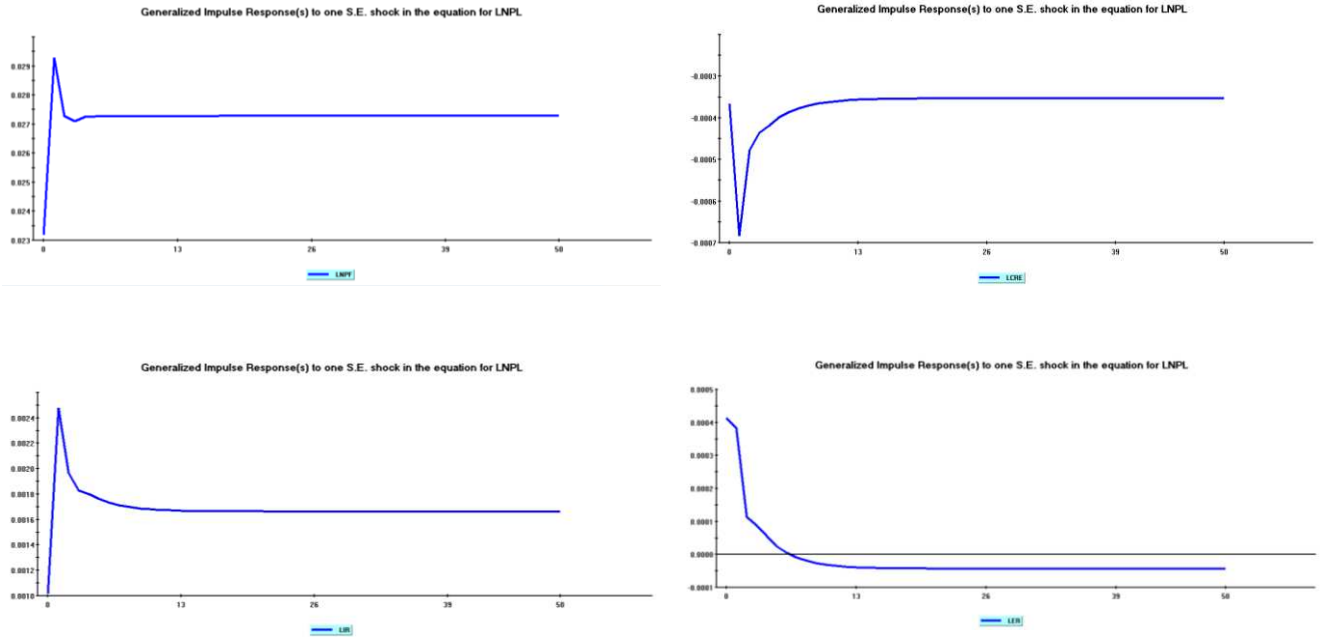 Generalized Impulse Response(s) to one S.E. shock in the equation for LNPL
0.029
0.028
0.027
0.026
0.025
0.024
0.023
0 13 26 39 50
LNPF
Generalized Impulse Response(s) to one S.E. shock in the equation for LNPL
-0.0003
-0.0004
-0.0005
-0.0006
-0.0007
0 13 26 39 50
LCRE
Generalized Impulse Response(s) to one S.E. shock in the equation for LNPL
0.0024
0.0022
0.0020
0.0018
0.0016
0.0014
0.0012
0.0010
0 13 26 39 50
LIR
Generalized Impulse Response(s) to one S.E. shock in the equation for LNPL
0.0005
0.0004
0.0003
0.0002
0.0001
0.0000
-0.0001
0 13 26 39 50
LER